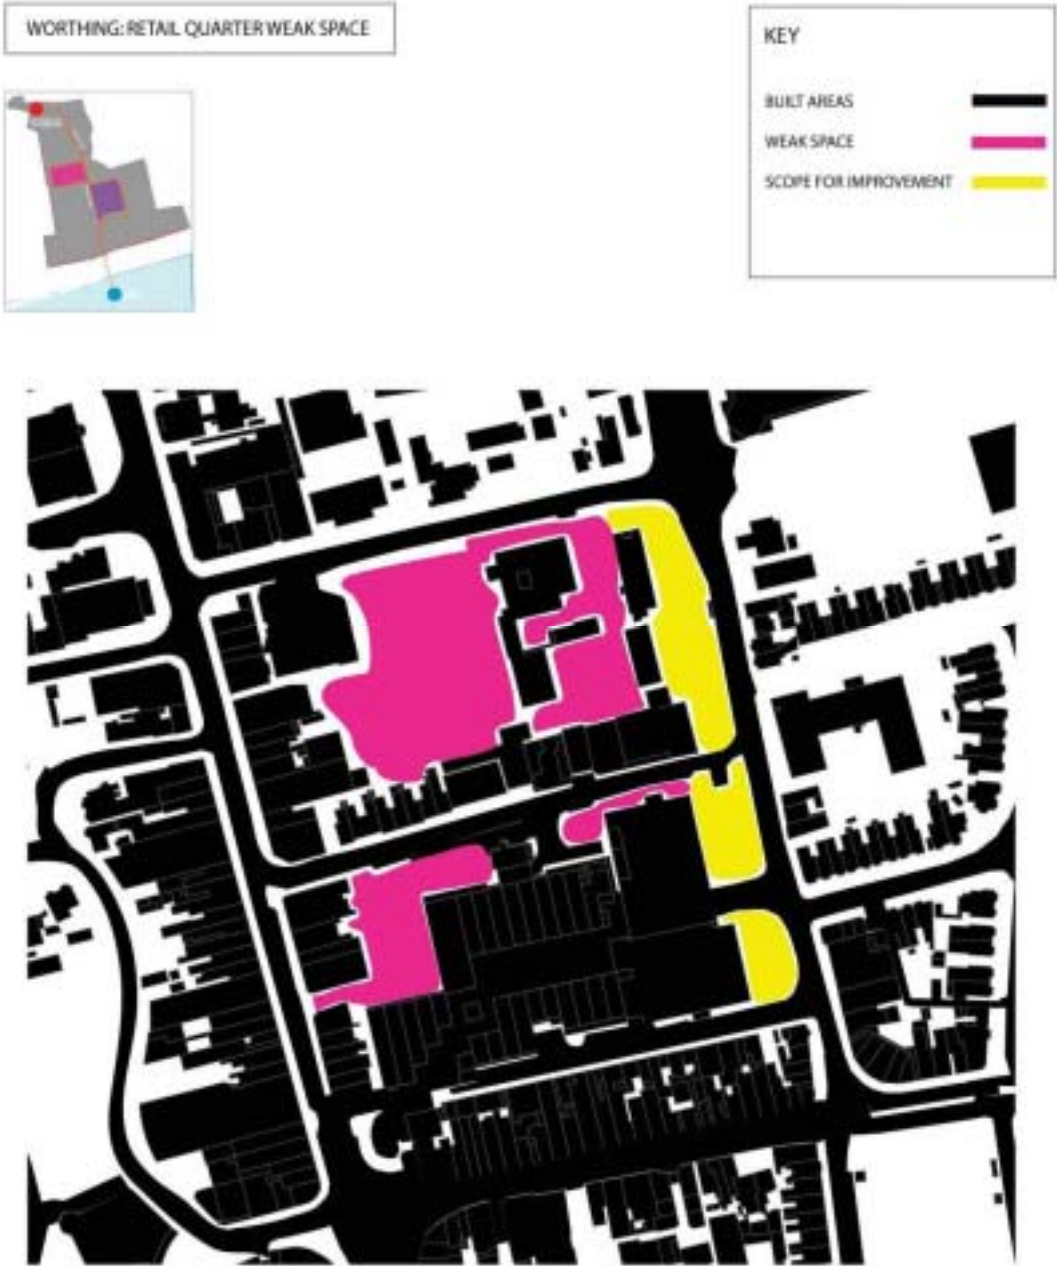 WORTHING: RETAIL QUARTER WEAK SPACE
KEY
BUILT AREAS
WEAK SPACE
SCOPE FOR IMPROVEMENT